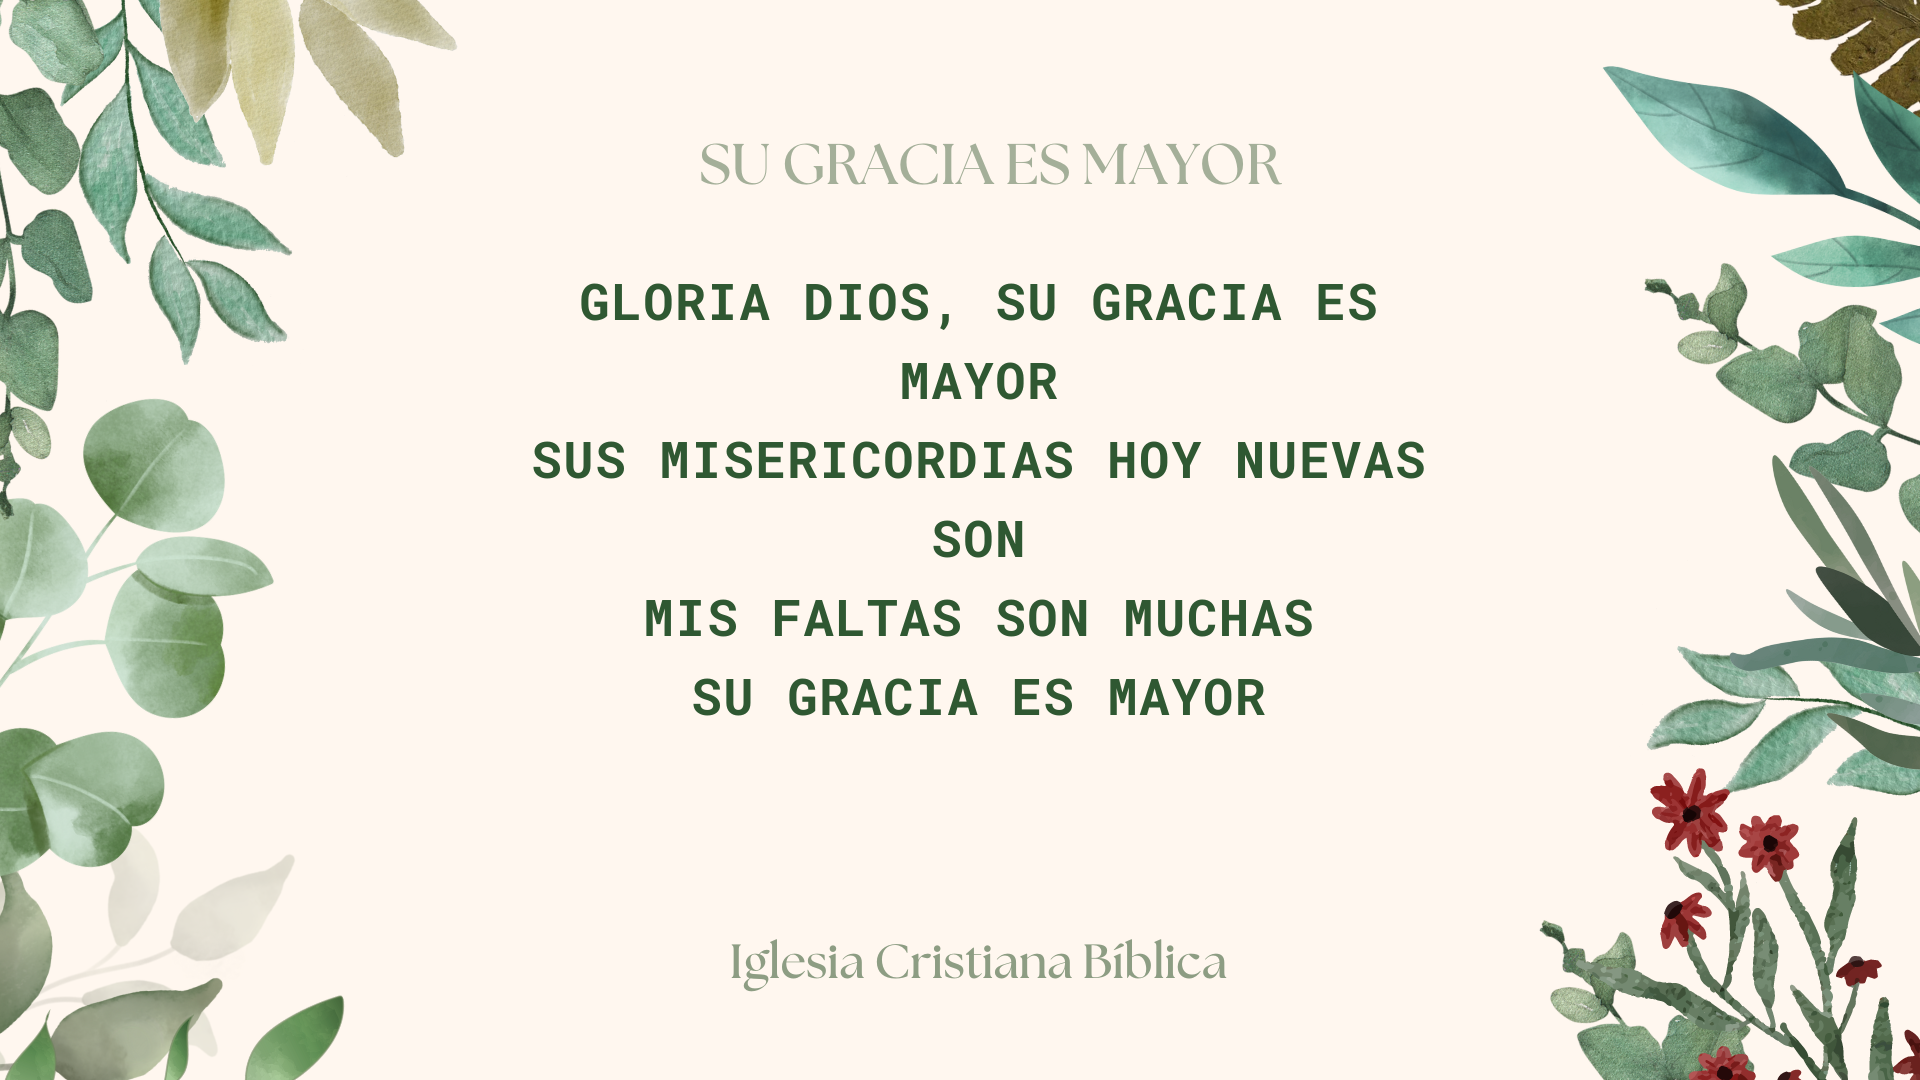 SU GRACIA ES MAYOR
GLORIA DIOS, SU GRACIA ES
MAYOR
SUS MISERICORDIAS HOY NUEVAS
SON
MIS FALTAS SON MUCHAS
SU GRACIA ES MAYOR
Iglesia Cristiana Bíblica